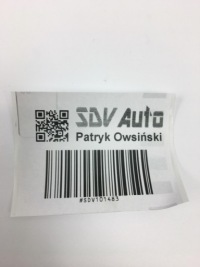 SDV Auto
Patryk Owsiński
#SDV101483